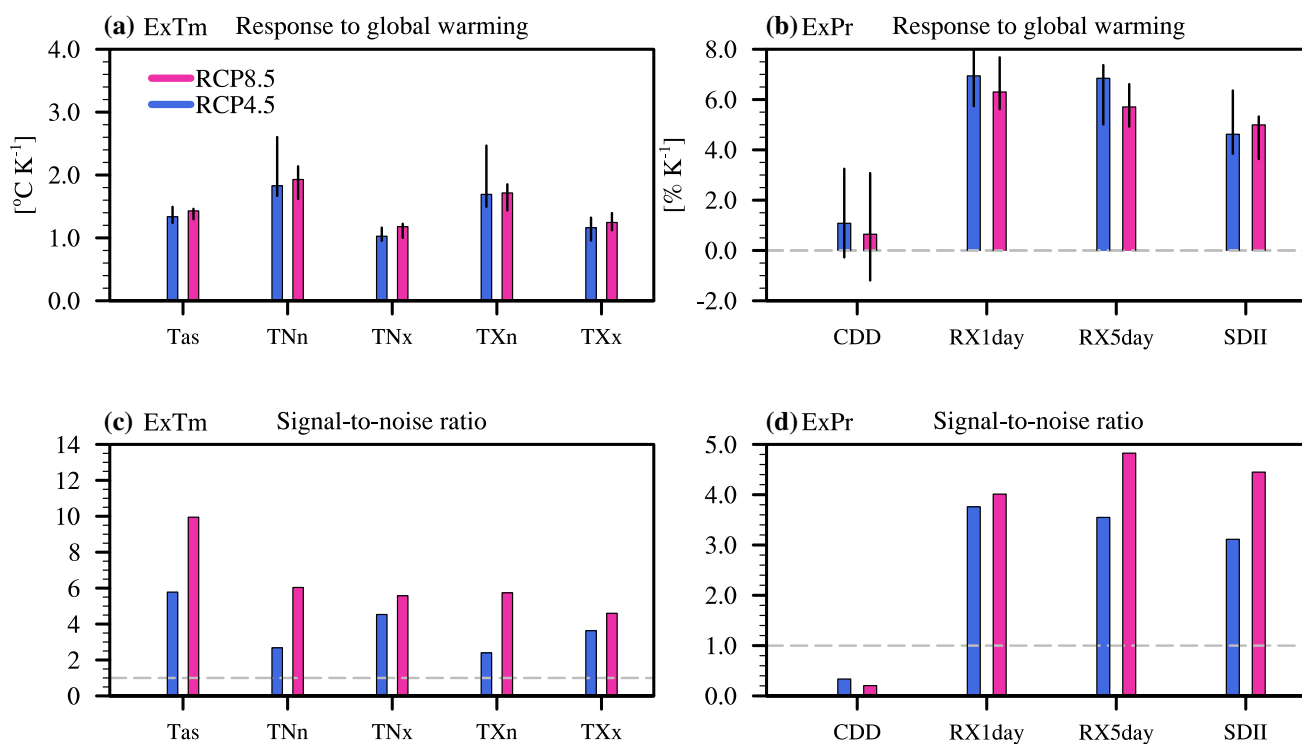 (a) ExTm Response to global warming
4.0
3.0
2.0
1.0
0.0
[°C K⁻¹]
RCP8.5
RCP4.5
Tas TNn TNx TXn TXx
(b) ExPr Response to global warming
8.0
6.0
4.0
2.0
0.0
-2.0
[% K⁻¹]
CDD RX1day RX5day SDII
(c) ExTm Signal-to-noise ratio
14
12
10
8
6
4
2
0
Tas TNn TNx TXn TXx
(d) ExPr Signal-to-noise ratio
5.0
4.0
3.0
2.0
1.0
0.0
CDD RX1day RX5day SDII